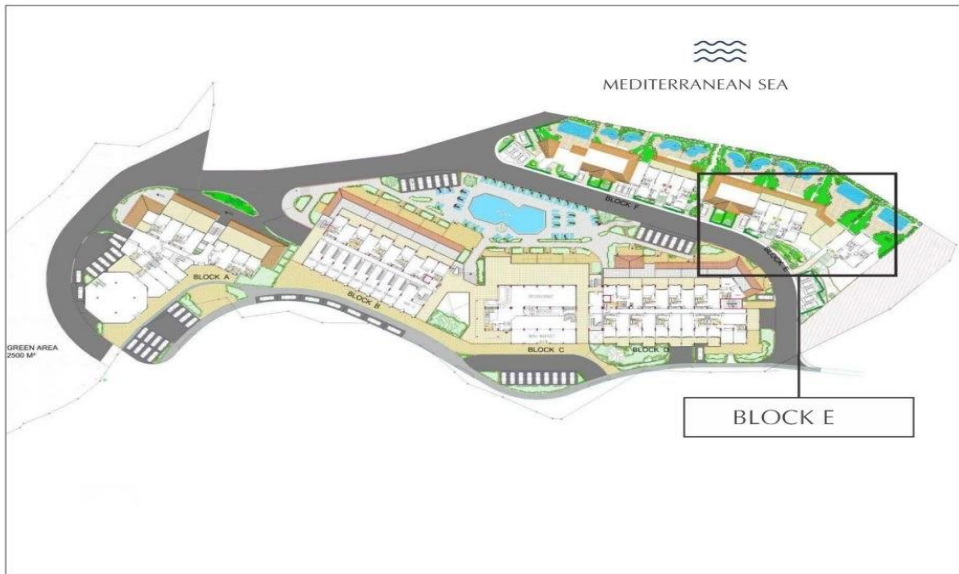 MEDITERRANEAN SEA
BLOCK F
BLOCK E
BLOCK A
BLOCK B
GREEN AREA
2500 M²
BLOCK C
BLOCK D
BLOCK E